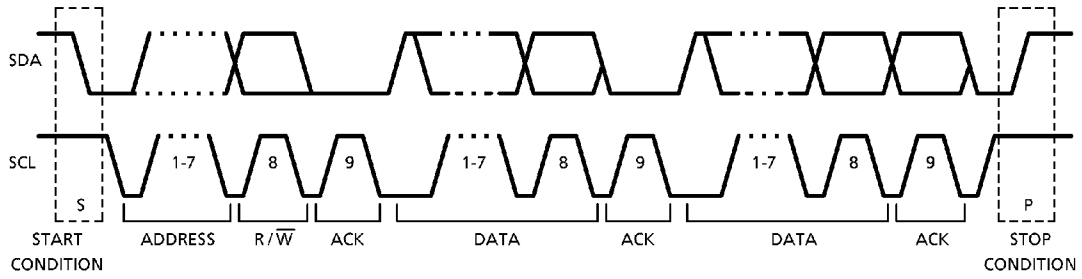 SDA
SCL
1-7 8 9 1-7 8 9 1-7 8 9
S P
START CONDITION
ADDRESS R / W̅ ACK DATA ACK DATA ACK
STOP CONDITION